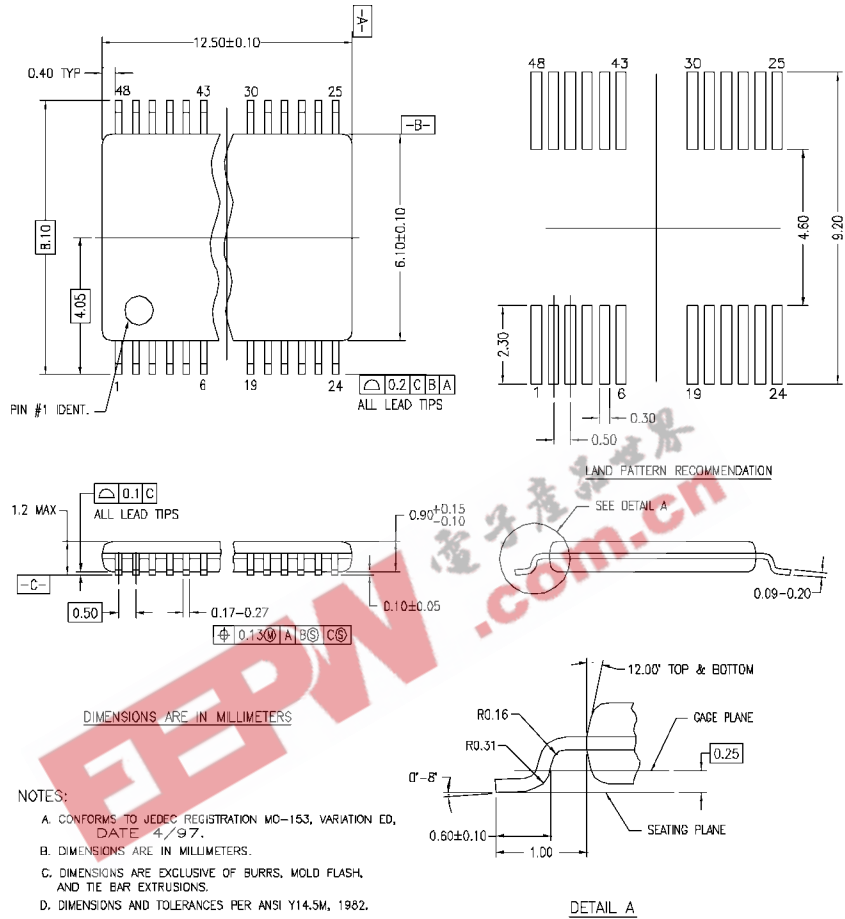 12.50±0.10
-A-
0.40 TYP
48 43 30 25
-B-
8.10
4.05
6.10±0.10
1 6 19 24
PIN #1 IDENT.
⌓ 0.2 C B A
ALL LEAD TIPS
48 43 30 25
4.60
9.20
2.30
1 6 19 24
0.30
0.50
LAND PATTERN RECOMMENDATION
⌓ 0.1 C
ALL LEAD TIPS
1.2 MAX
0.90+0.15
-0.10
-C-
0.50
0.17-0.27
0.10±0.05
⌖ 0.13Ⓜ A BⓈ CⓈ
SEE DETAIL A
0.09-0.20
電子產品世界
EEPW.com.cn
DIMENSIONS ARE IN MILLIMETERS
12.00° TOP & BOTTOM
R0.16
R0.31
GAGE PLANE
0.25
0°-8°
0.60±0.10
1.00
SEATING PLANE
DETAIL A
NOTES:
A. CONFORMS TO JEDEC REGISTRATION MO-153, VARIATION ED,
DATE 4/97.
B. DIMENSIONS ARE IN MILLIMETERS.
C. DIMENSIONS ARE EXCLUSIVE OF BURRS, MOLD FLASH,
AND TIE BAR EXTRUSIONS.
D. DIMENSIONS AND TOLERANCES PER ANSI Y14.5M, 1982.